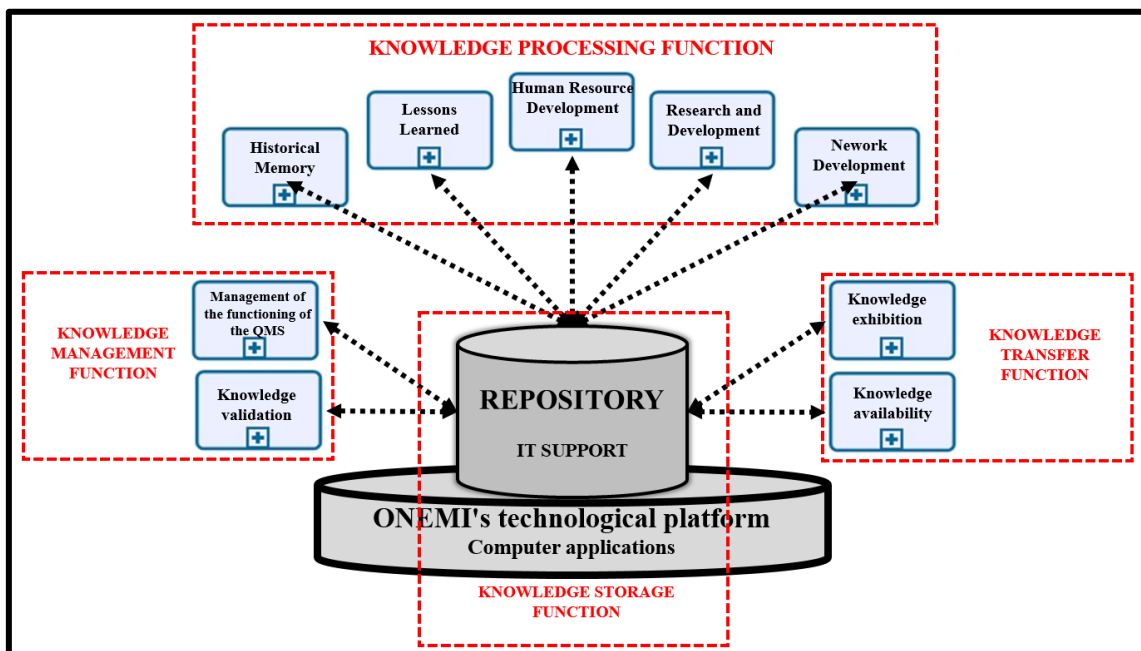 KNOWLEDGE PROCESSING FUNCTION
Historical
Memory
Lessons
Learned
Human Resource
Development
Research and
Development
Nework
Development
KNOWLEDGE
MANAGEMENT
FUNCTION
Management of
the functioning of
the QMS
Knowledge
validation
REPOSITORY
IT SUPPORT
ONEMI's technological platform
Computer applications
KNOWLEDGE STORAGE
FUNCTION
Knowledge
exhibition
Knowledge
availability
KNOWLEDGE
TRANSFER
FUNCTION